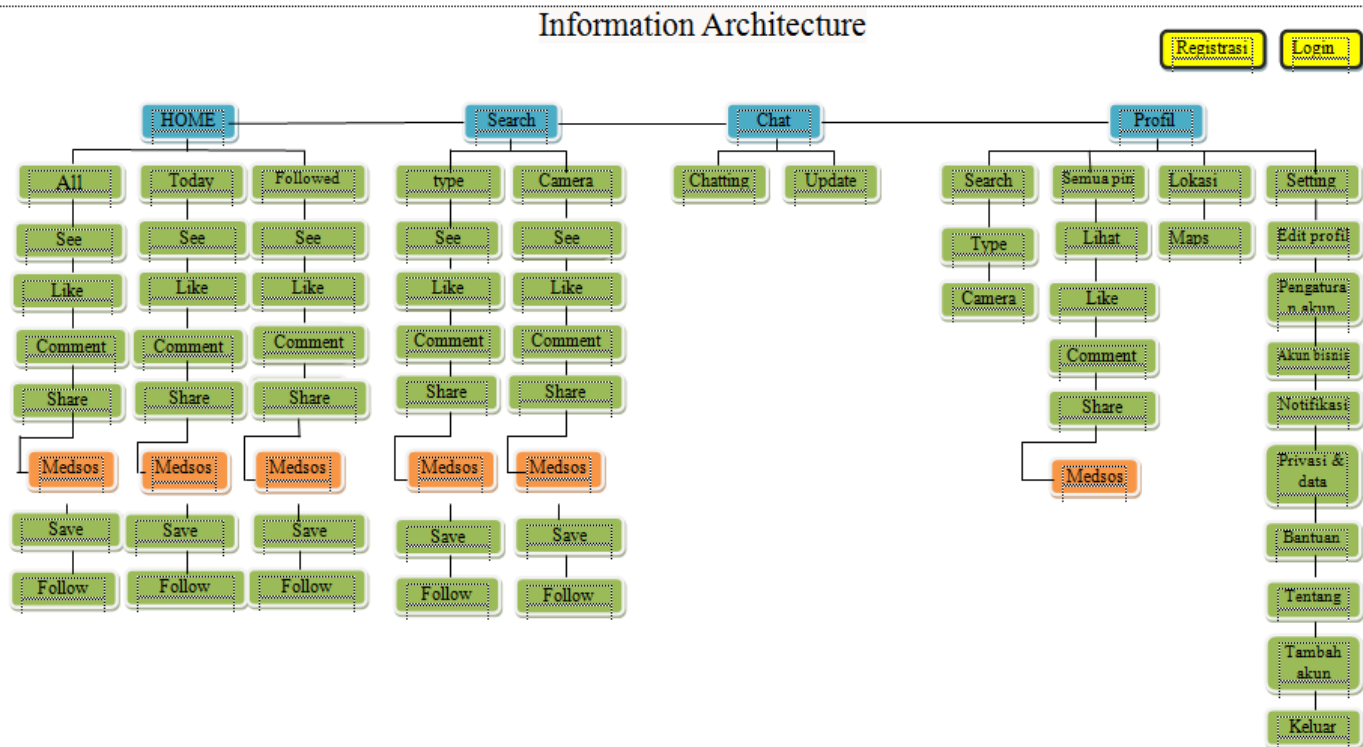 Information Architecture
Registrasi
Login
HOME
Search
Chat
Profil
All
Today
Followed
type
Camera
Chatting
Update
Search
Semua pin
Lokasi
Setting
See
See
See
See
See
Type
Lihat
Maps
Edit profil
Like
Like
Like
Like
Like
Camera
Like
Pengatura
n akun
Comment
Comment
Comment
Comment
Comment
Comment
Akun bisnis
Share
Share
Share
Share
Share
Share
Notifikasi
Medsos
Medsos
Medsos
Medsos
Medsos
Medsos
Privasi &
data
Save
Save
Save
Save
Save
Bantuan
Follow
Follow
Follow
Follow
Follow
Tentang
Tambah
akun
Keluar